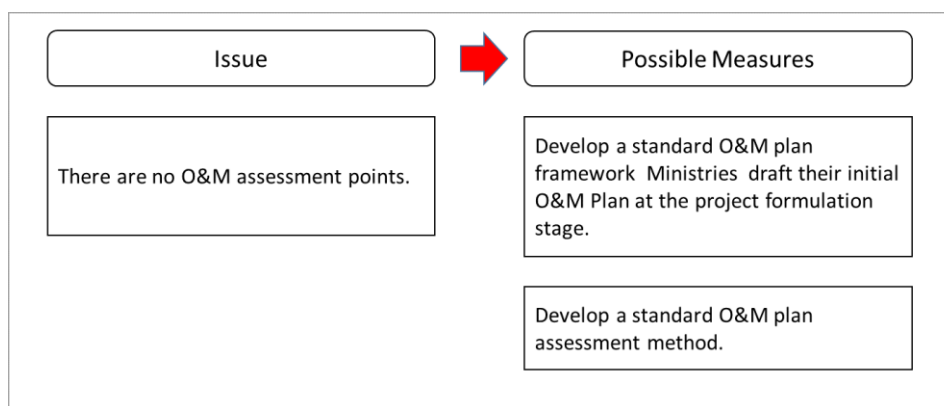 Issue
Possible Measures
There are no O&M assessment points.
Develop a standard O&M plan
framework Ministries draft their initial
O&M Plan at the project formulation
stage.
Develop a standard O&M plan
assessment method.